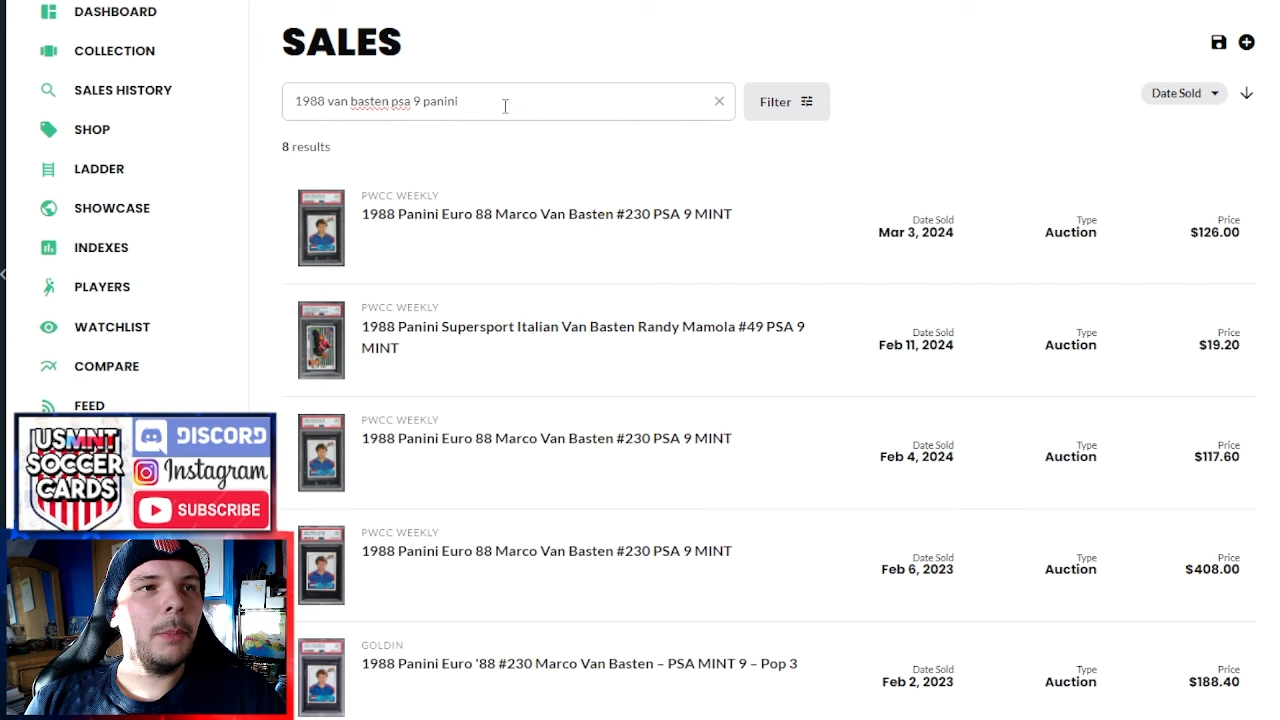 DASHBOARD
COLLECTION
SALES HISTORY
SHOP
LADDER
SHOWCASE
INDEXES
PLAYERS
WATCHLIST
COMPARE
FEED
SALES
1988 van basten psa 9 panini
Filter
Date Sold
8 results
PWCC WEEKLY
1988 Panini Euro 88 Marco Van Basten #230 PSA 9 MINT
Date Sold
Mar 3, 2024
Type
Auction
Price
$126.00
PWCC WEEKLY
1988 Panini Supersport Italian Van Basten Randy Mamola #49 PSA 9
MINT
Date Sold
Feb 11, 2024
Type
Auction
Price
$19.20
PWCC WEEKLY
1988 Panini Euro 88 Marco Van Basten #230 PSA 9 MINT
Date Sold
Feb 4, 2024
Type
Auction
Price
$117.60
PWCC WEEKLY
1988 Panini Euro 88 Marco Van Basten #230 PSA 9 MINT
Date Sold
Feb 6, 2023
Type
Auction
Price
$408.00
GOLDIN
1988 Panini Euro '88 #230 Marco Van Basten – PSA MINT 9 – Pop 3
Date Sold
Feb 2, 2023
Type
Auction
Price
$188.40
USMNT
SOCCER
CARDS
DISCORD
Instagram
SUBSCRIBE